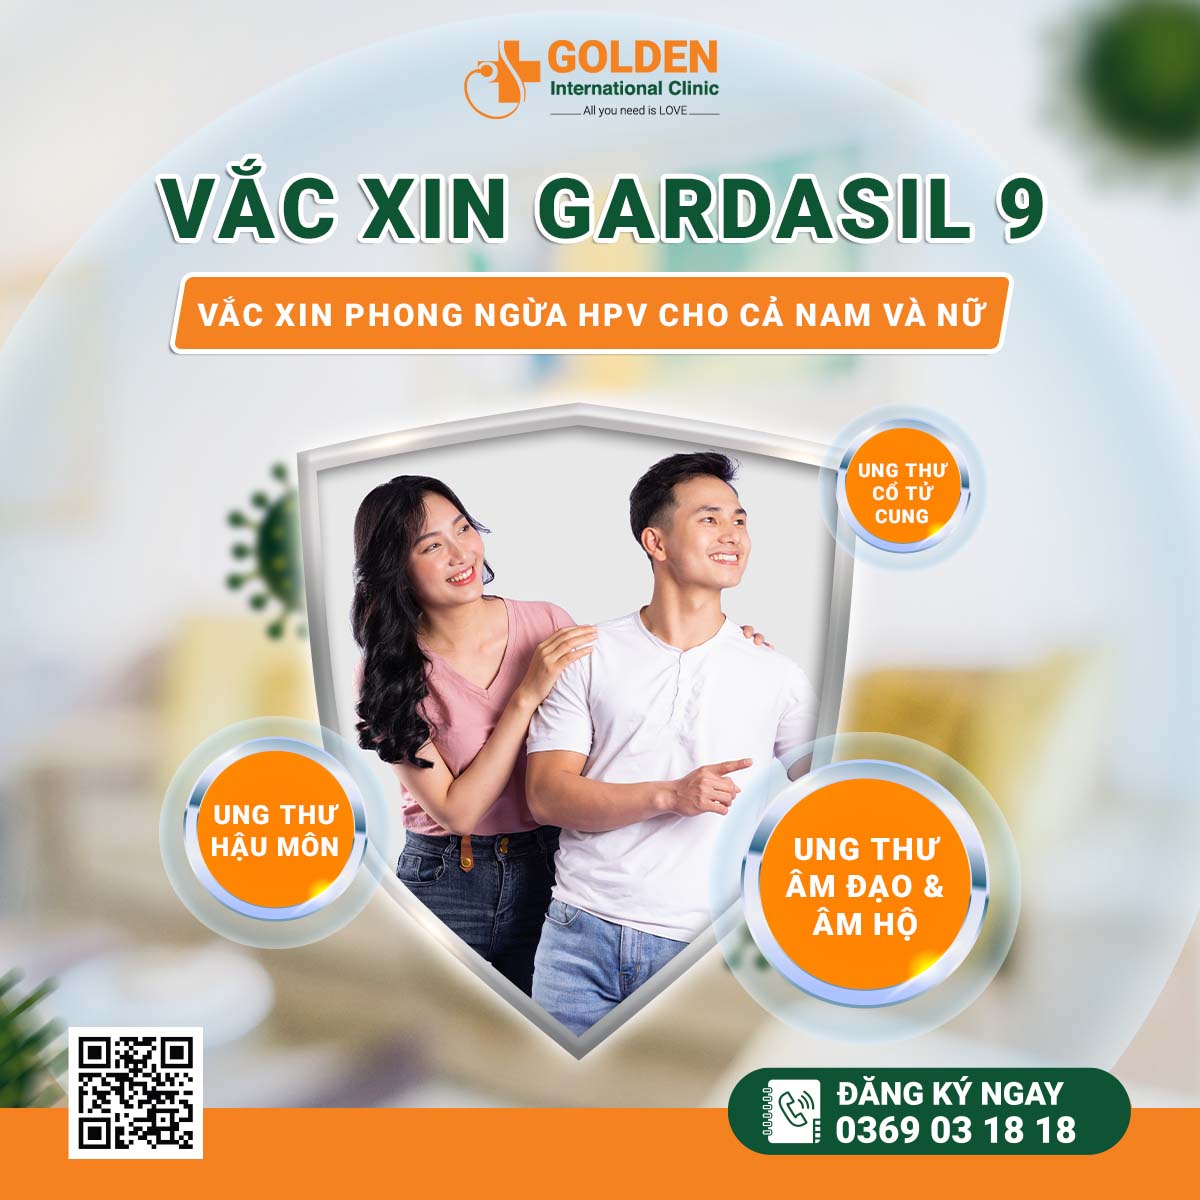 GOLDEN
International Clinic
All you need is LOVE
VẮC XIN GARDASIL 9
VẮC XIN PHONG NGỪA HPV CHO CẢ NAM VÀ NỮ
UNG THƯ
CỔ TỬ
CUNG
UNG THƯ
HẬU MÔN
UNG THƯ
ÂM ĐẠO &
ÂM HỘ
ĐĂNG KÝ NGAY
0369 03 18 18